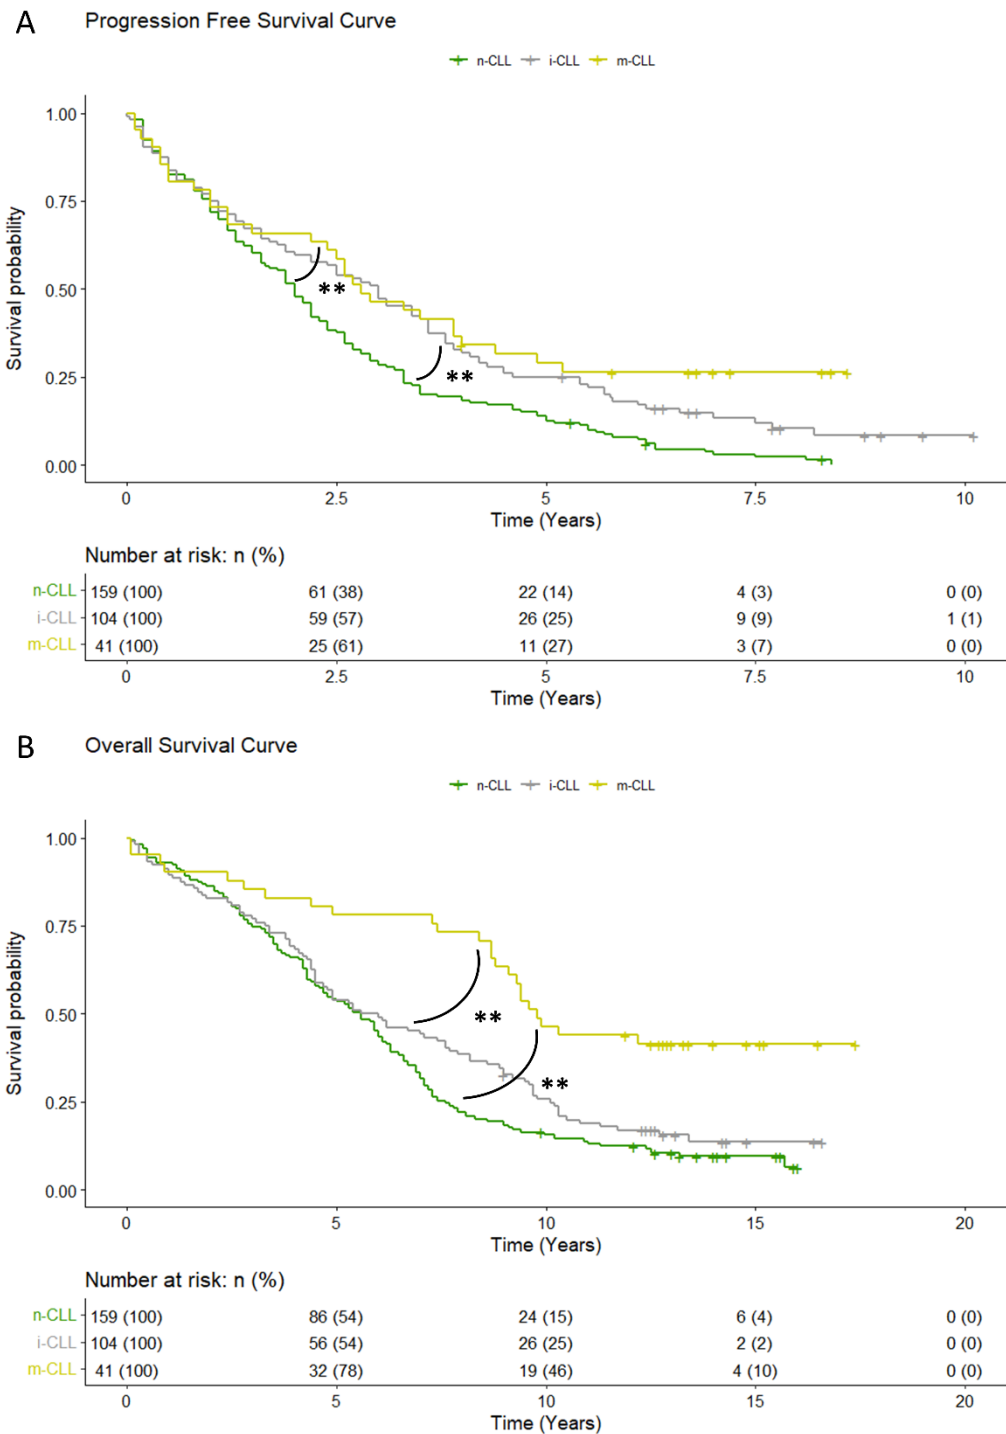 A
Progression Free Survival Curve
n-CLL i-CLL m-CLL
Survival probability
1.00
0.75
0.50
0.25
0.00
**
**
0 2.5 5 7.5 10
Time (Years)
Number at risk: n (%)
n-CLL 159 (100) 61 (38) 22 (14) 4 (3) 0 (0)
i-CLL 104 (100) 59 (57) 26 (25) 9 (9) 1 (1)
m-CLL 41 (100) 25 (61) 11 (27) 3 (7) 0 (0)
0 2.5 5 7.5 10
Time (Years)
B
Overall Survival Curve
n-CLL i-CLL m-CLL
Survival probability
1.00
0.75
0.50
0.25
0.00
**
**
0 5 10 15 20
Time (Years)
Number at risk: n (%)
n-CLL 159 (100) 86 (54) 24 (15) 6 (4) 0 (0)
i-CLL 104 (100) 56 (54) 26 (25) 2 (2) 0 (0)
m-CLL 41 (100) 32 (78) 19 (46) 4 (10) 0 (0)
0 5 10 15 20
Time (Years)